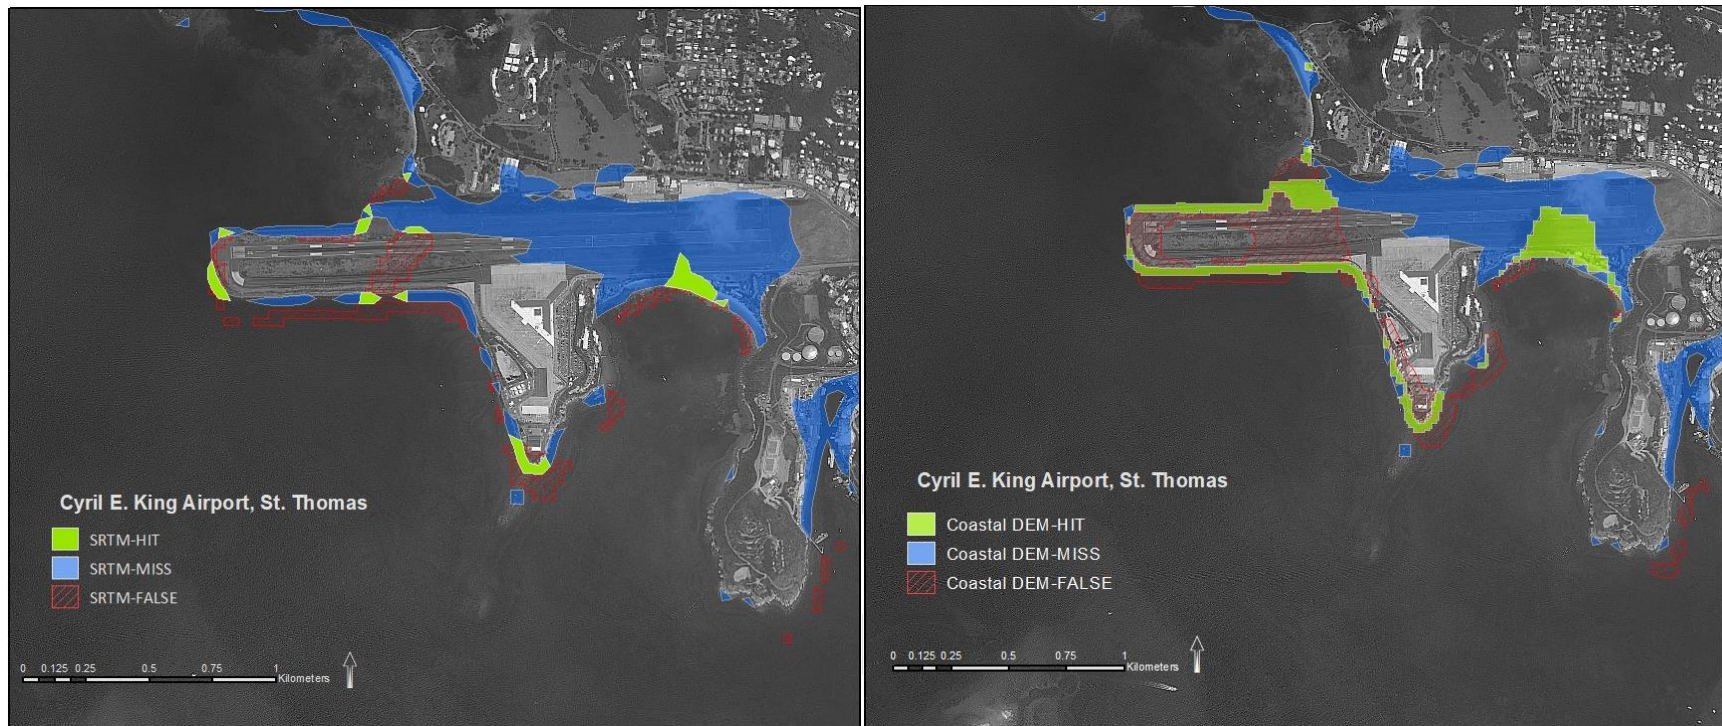 Cyril E. King Airport, St. Thomas
SRTM-HIT
SRTM-MISS
SRTM-FALSE
0 0.125 0.25 0.5 0.75 1
Kilometers
Cyril E. King Airport, St. Thomas
Coastal DEM-HIT
Coastal DEM-MISS
Coastal DEM-FALSE
0 0.125 0.25 0.5 0.75 1
Kilometers